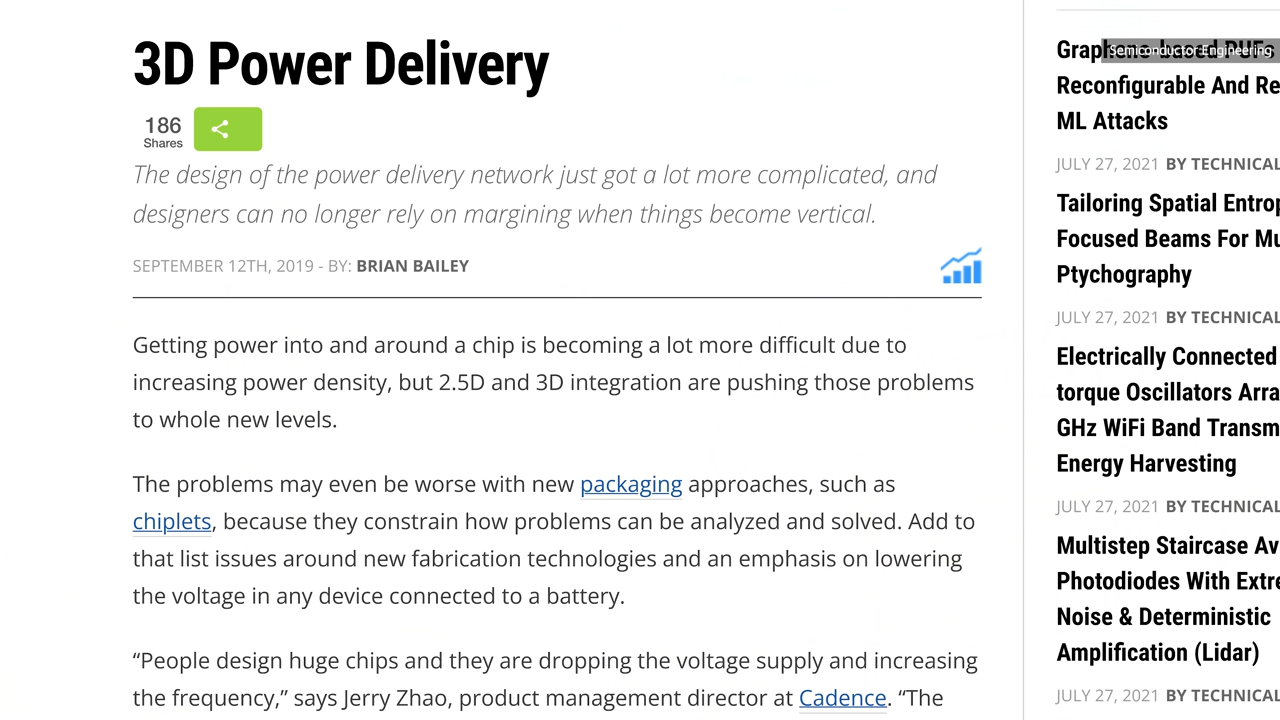 3D Power Delivery
186
Shares
The design of the power delivery network just got a lot more complicated, and
designers can no longer rely on margining when things become vertical.
SEPTEMBER 12TH, 2019 - BY: BRIAN BAILEY
Getting power into and around a chip is becoming a lot more difficult due to
increasing power density, but 2.5D and 3D integration are pushing those problems
to whole new levels.
The problems may even be worse with new packaging approaches, such as
chiplets, because they constrain how problems can be analyzed and solved. Add to
that list issues around new fabrication technologies and an emphasis on lowering
the voltage in any device connected to a battery.
“People design huge chips and they are dropping the voltage supply and increasing
the frequency,” says Jerry Zhao, product management director at Cadence. “The
Semiconductor Engineering
Graphene-based PUFs
Reconfigurable And Re
ML Attacks
JULY 27, 2021 BY TECHNICAL
Tailoring Spatial Entrop
Focused Beams For Mu
Ptychography
JULY 27, 2021 BY TECHNICAL
Electrically Connected
torque Oscillators Arra
GHz WiFi Band Transm
Energy Harvesting
JULY 27, 2021 BY TECHNICAL
Multistep Staircase Av
Photodiodes With Extre
Noise & Deterministic
Amplification (Lidar)
JULY 27, 2021 BY TECHNICAL